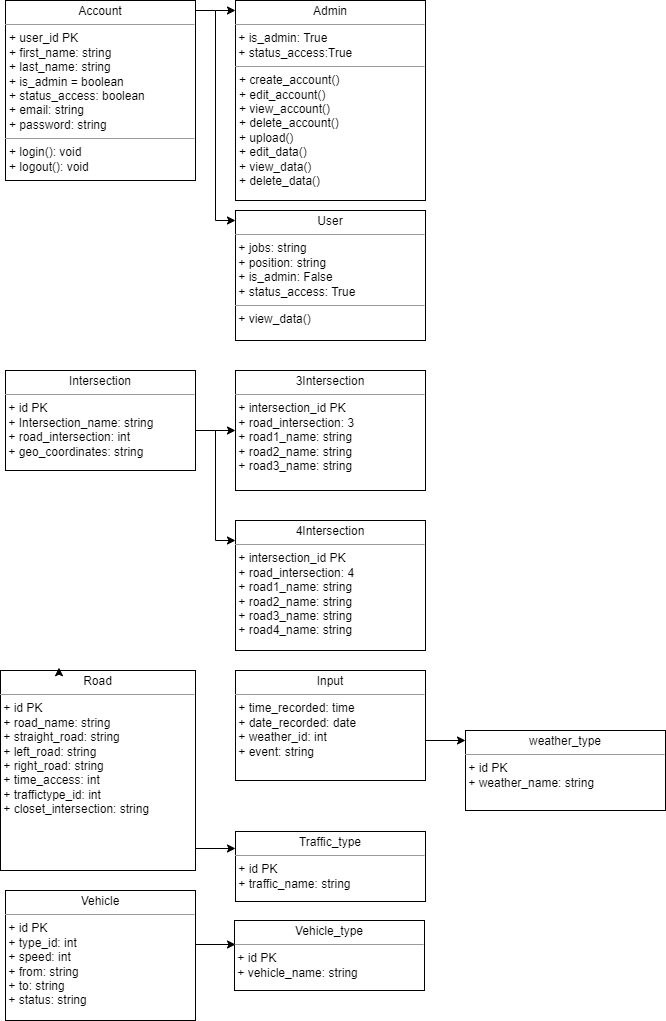 Account
+ user_id PK
+ first_name: string
+ last_name: string
+ is_admin = boolean
+ status_access: boolean
+ email: string
+ password: string
+ login(): void
+ logout(): void
Admin
+ is_admin: True
+ status_access:True
+ create_account()
+ edit_account()
+ view_account()
+ delete_account()
+ upload()
+ edit_data()
+ view_data()
+ delete_data()
User
+ jobs: string
+ position: string
+ is_admin: False
+ status_access: True
+ view_data()
Intersection
+ id PK
+ Intersection_name: string
+ road_intersection: int
+ geo_coordinates: string
3Intersection
+ intersection_id PK
+ road_intersection: 3
+ road1_name: string
+ road2_name: string
+ road3_name: string
4Intersection
+ intersection_id PK
+ road_intersection: 4
+ road1_name: string
+ road2_name: string
+ road3_name: string
+ road4_name: string
Road
+ id PK
+ road_name: string
+ straight_road: string
+ left_road: string
+ right_road: string
+ time_access: int
+ traffictype_id: int
+ closet_intersection: string
Input
+ time_recorded: time
+ date_recorded: date
+ weather_id: int
+ event: string
weather_type
+ id PK
+ weather_name: string
Traffic_type
+ id PK
+ traffic_name: string
Vehicle
+ id PK
+ type_id: int
+ speed: int
+ from: string
+ to: string
+ status: string
Vehicle_type
+ id PK
+ vehicle_name: string